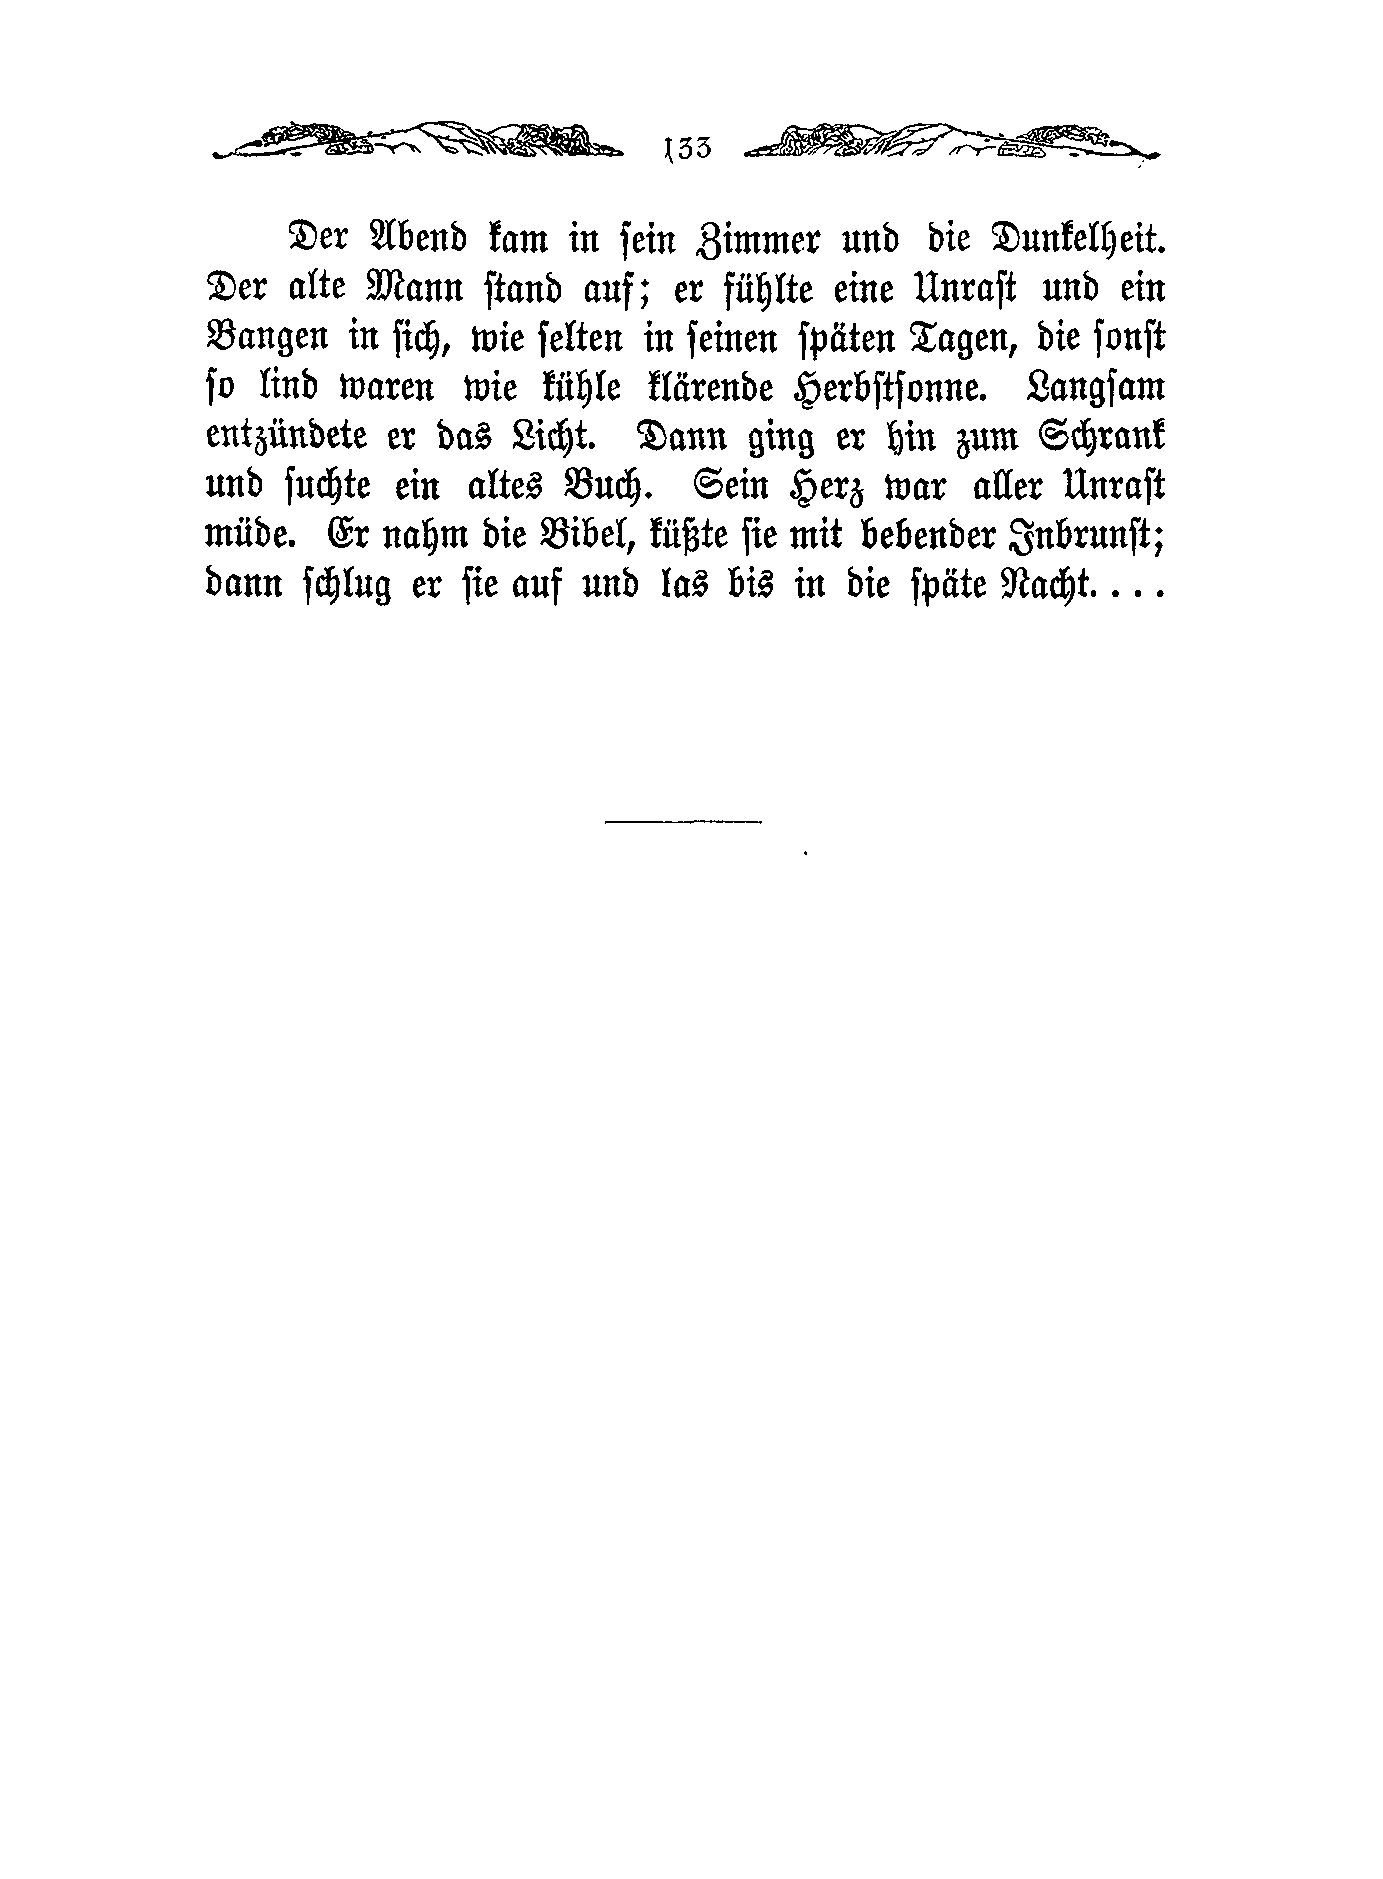 133
Der Abend kam in ſein Zimmer und die Dunkelheit.
Der alte Mann ſtand auf; er fühlte eine Unraſt und ein
Bangen in ſich, wie ſelten in ſeinen ſpäten Tagen, die ſonſt
ſo lind waren wie kühle klärende Herbſtſonne. Langſam
entzündete er das Licht. Dann ging er hin zum Schrank
und ſuchte ein altes Buch. Sein Herz war aller Unraſt
müde. Er nahm die Bibel, küßte ſie mit bebender Inbrunſt;
dann ſchlug er ſie auf und las bis in die ſpäte Nacht. . . .